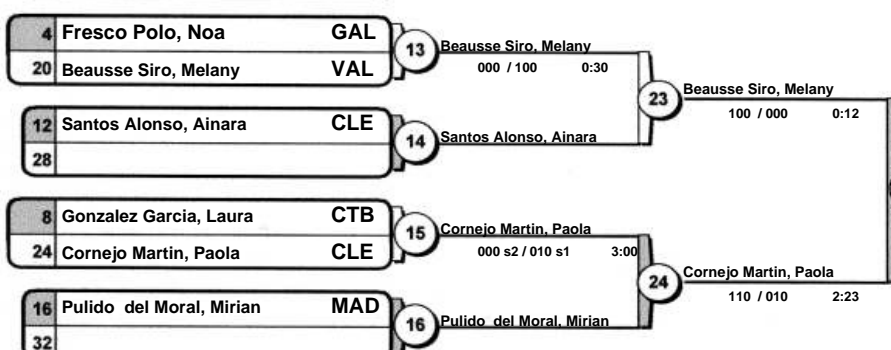 4 Fresco Polo, Noa GAL
20 Beausse Siro, Melany VAL
13
Beausse Siro, Melany
000 / 100 0:30
12 Santos Alonso, Ainara CLE
28
14
Santos Alonso, Ainara
23
Beausse Siro, Melany
100 / 000 0:12
8 Gonzalez Garcia, Laura CTB
24 Cornejo Martin, Paola CLE
15
Cornejo Martin, Paola
000 s2 / 010 s1 3:00
16 Pulido del Moral, Mirian MAD
32
16
Pulido del Moral, Mirian
24
Cornejo Martin, Paola
110 / 010 2:23